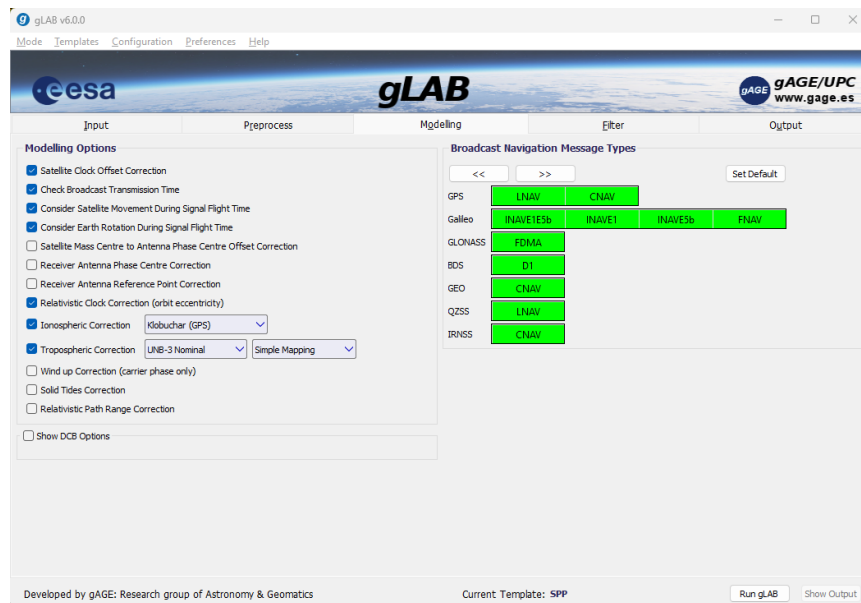 gLAB v6.0.0
Mode Templates Configuration Preferences Help
esa
gLAB
gAGE
gAGE/UPC
www.gage.es
Input Preprocess Modelling Filter Output
Modelling Options
Satellite Clock Offset Correction
Check Broadcast Transmission Time
Consider Satellite Movement During Signal Flight Time
Consider Earth Rotation During Signal Flight Time
Satellite Mass Centre to Antenna Phase Centre Offset Correction
Receiver Antenna Phase Centre Correction
Receiver Antenna Reference Point Correction
Relativistic Clock Correction (orbit eccentricity)
Ionospheric Correction Klobuchar (GPS)
Tropospheric Correction UNB-3 Nominal Simple Mapping
Wind up Correction (carrier phase only)
Solid Tides Correction
Relativistic Path Range Correction
Show DCB Options
Broadcast Navigation Message Types
<< >> Set Default
GPS LNAV CNAV
Galileo INAVE1E5b INAVE1 INAVE5b FNAV
GLONASS FDMA
BDS D1
GEO CNAV
QZSS LNAV
IRNSS CNAV
Developed by gAGE: Research group of Astronomy & Geomatics
Current Template: SPP
Run gLAB Show Output